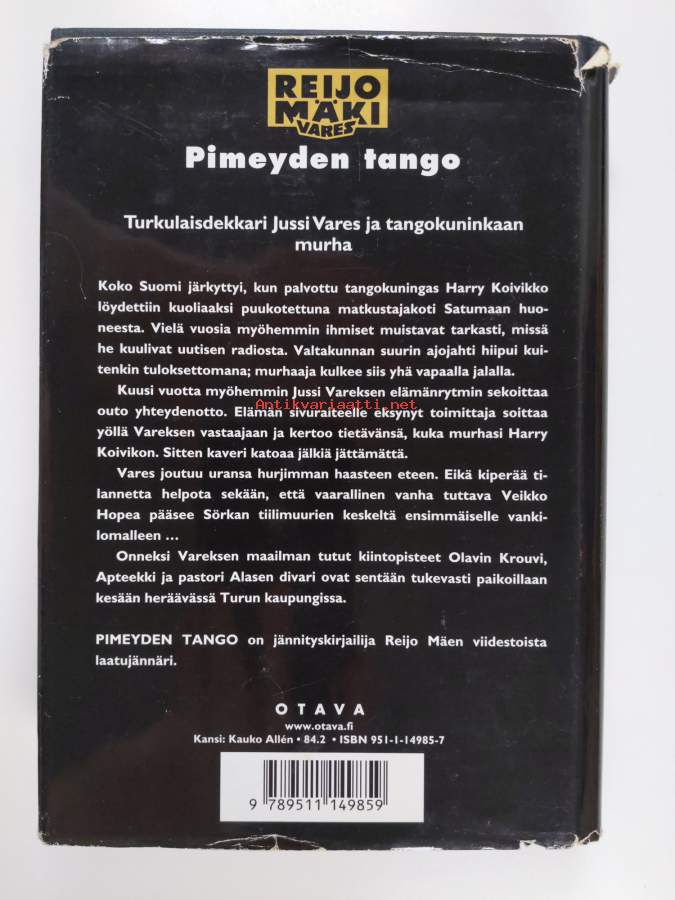 REIJO
MÄKI
VARES
Pimeyden tango
Turkulaisdekkari Jussi Vares ja tangokuninkaan
murha
Koko Suomi järkyttyi, kun palvottu tangokuningas Harry Koivikko
löydettiin kuoliaaksi puukotettuna matkustajakoti Satumaan huo-
neesta. Vielä vuosia myöhemmin ihmiset muistavat tarkasti, missä
he kuulivat uutisen radiosta. Valtakunnan suurin ajojahti hiipui kui-
tenkin tuloksettomana; murhaaja kulkee siis yhä vapaalla jalalla.
Kuusi vuotta myöhemmin Jussi Vareksen elämänrytmin sekoittaa
Antikvariaatti.net
outo yhteydenotto. Elämän sivuraiteelle eksynyt toimittaja soittaa
yöllä Vareksen vastaajaan ja kertoo tietävänsä, kuka murhasi Harry
Koivikon. Sitten kaveri katoaa jälkiä jättämättä.
Vares joutuu uransa hurjimman haasteen eteen. Eikä kiperää ti-
lannetta helpota sekään, että vaarallinen vanha tuttava Veikko
Hopea pääsee Sörkan tiilimuurien keskeltä ensimmäiselle vanki-
lomalleen ...
Onneksi Vareksen maailman tutut kiintopisteet Olavin Krouvi,
Apteekki ja pastori Alasen divari ovat sentään tukevasti paikoillaan
kesään heräävässä Turun kaupungissa.
PIMEYDEN TANGO on jännityskirjailija Reijo Mäen viidestoista
laatujännäri.
OTAVA
www.otava.fi
Kansi: Kauko Allén • 84.2 • ISBN 951-1-14985-7
9 789511 149859